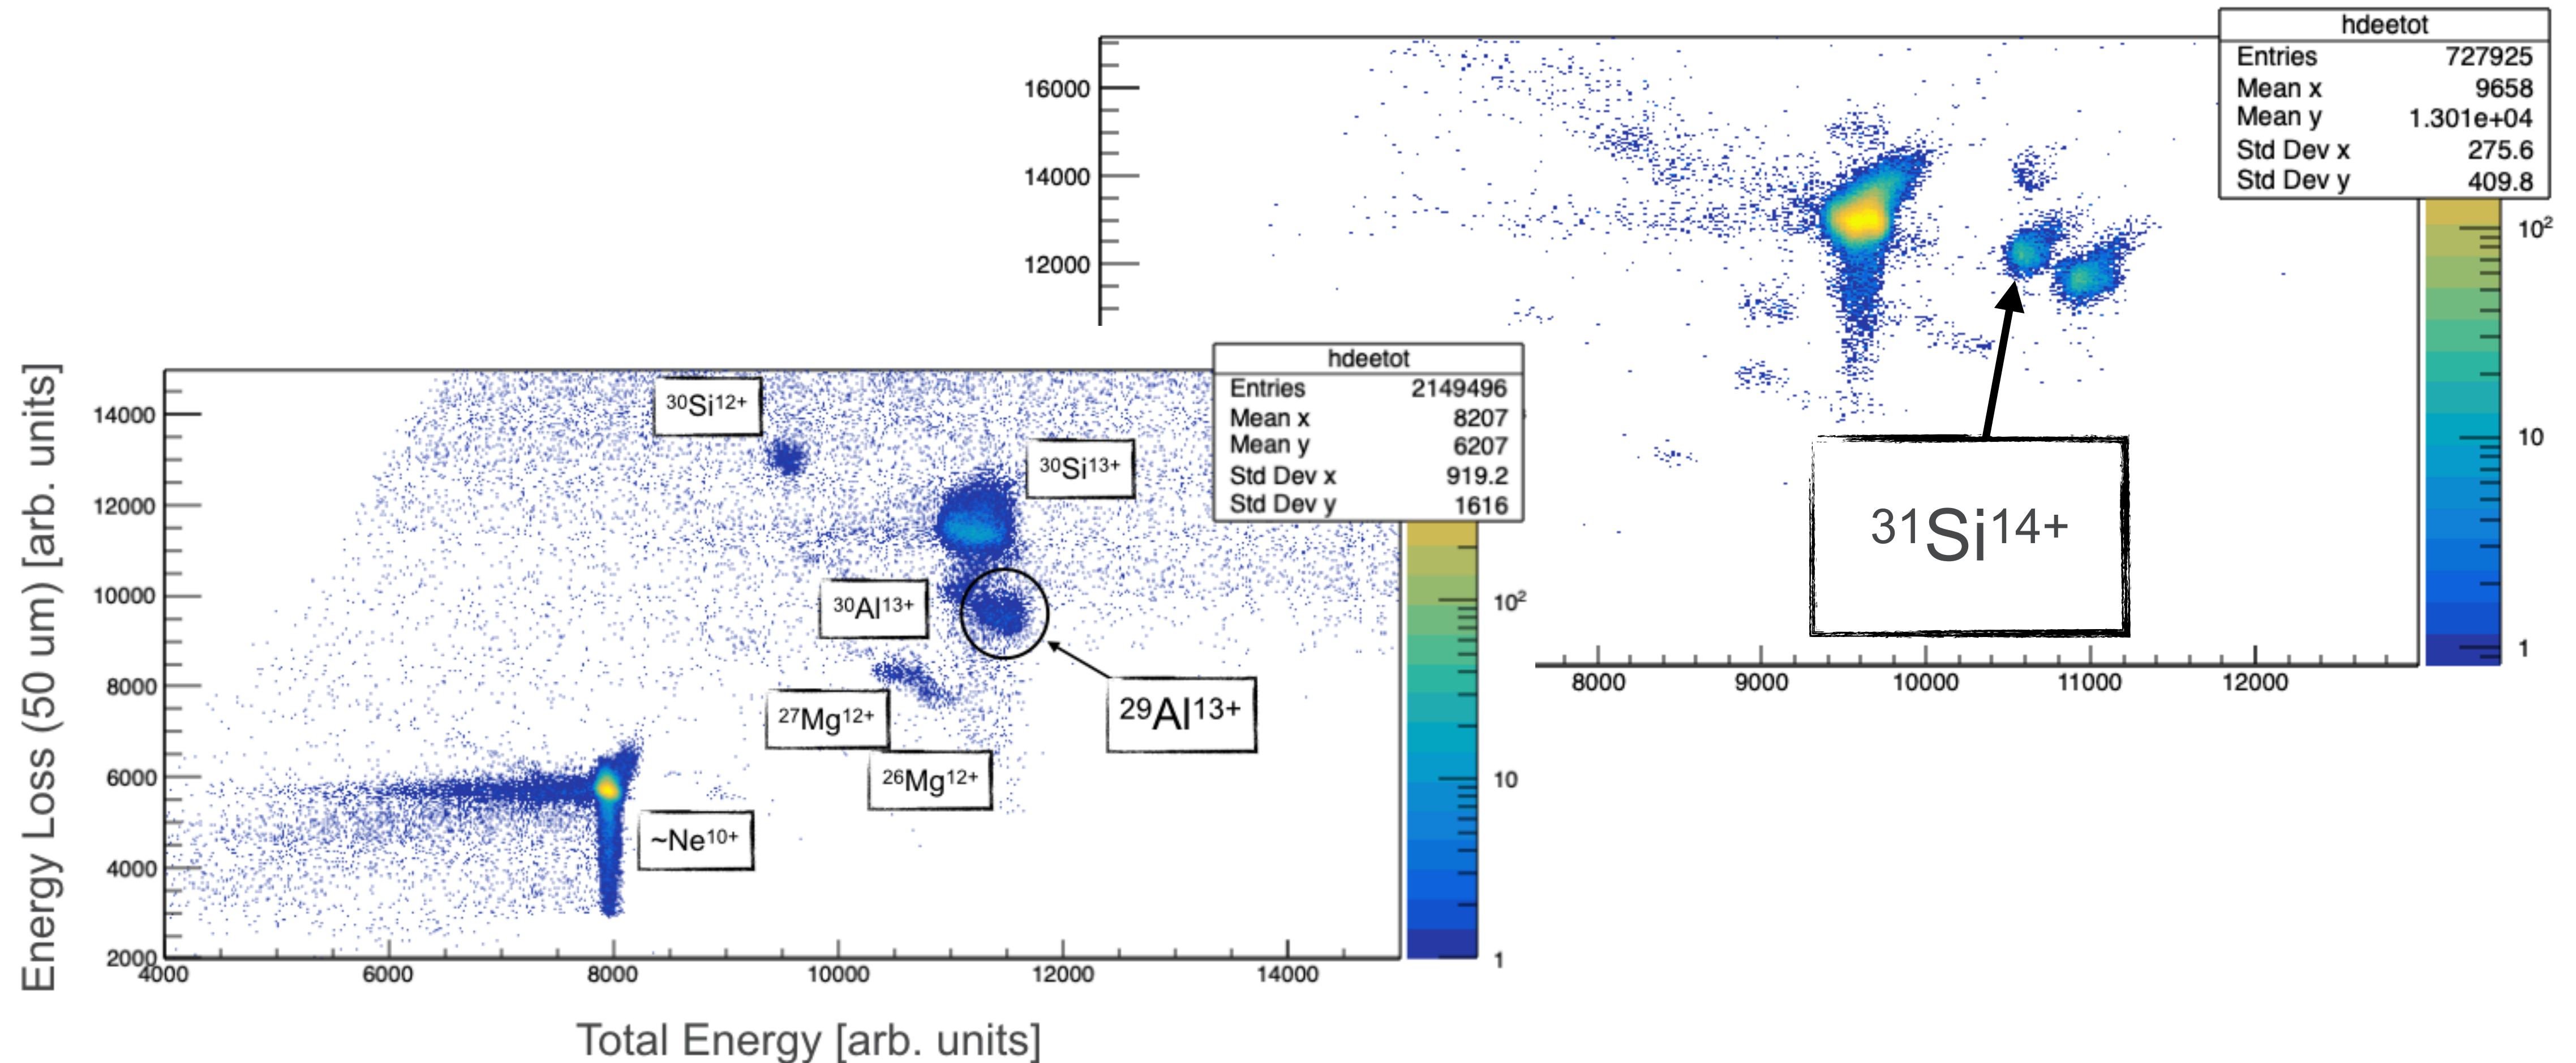 hdeetot
Entries 727925
Mean x 9658
Mean y 1.301e+04
Std Dev x 275.6
Std Dev y 409.8
16000
14000
12000
10²
10
1
³¹Si¹⁴⁺
8000 9000 10000 11000 12000
hdeetot
Entries 2149496
Mean x 8207
Mean y 6207
Std Dev x 919.2
Std Dev y 1616
Energy Loss (50 um) [arb. units]
14000
12000
10000
8000
6000
4000
2000
³⁰Si¹²⁺
³⁰Si¹³⁺
³⁰Al¹³⁺
²⁹Al¹³⁺
²⁷Mg¹²⁺
²⁶Mg¹²⁺
~Ne¹⁰⁺
10²
10
1
4000 6000 8000 10000 12000 14000
Total Energy [arb. units]